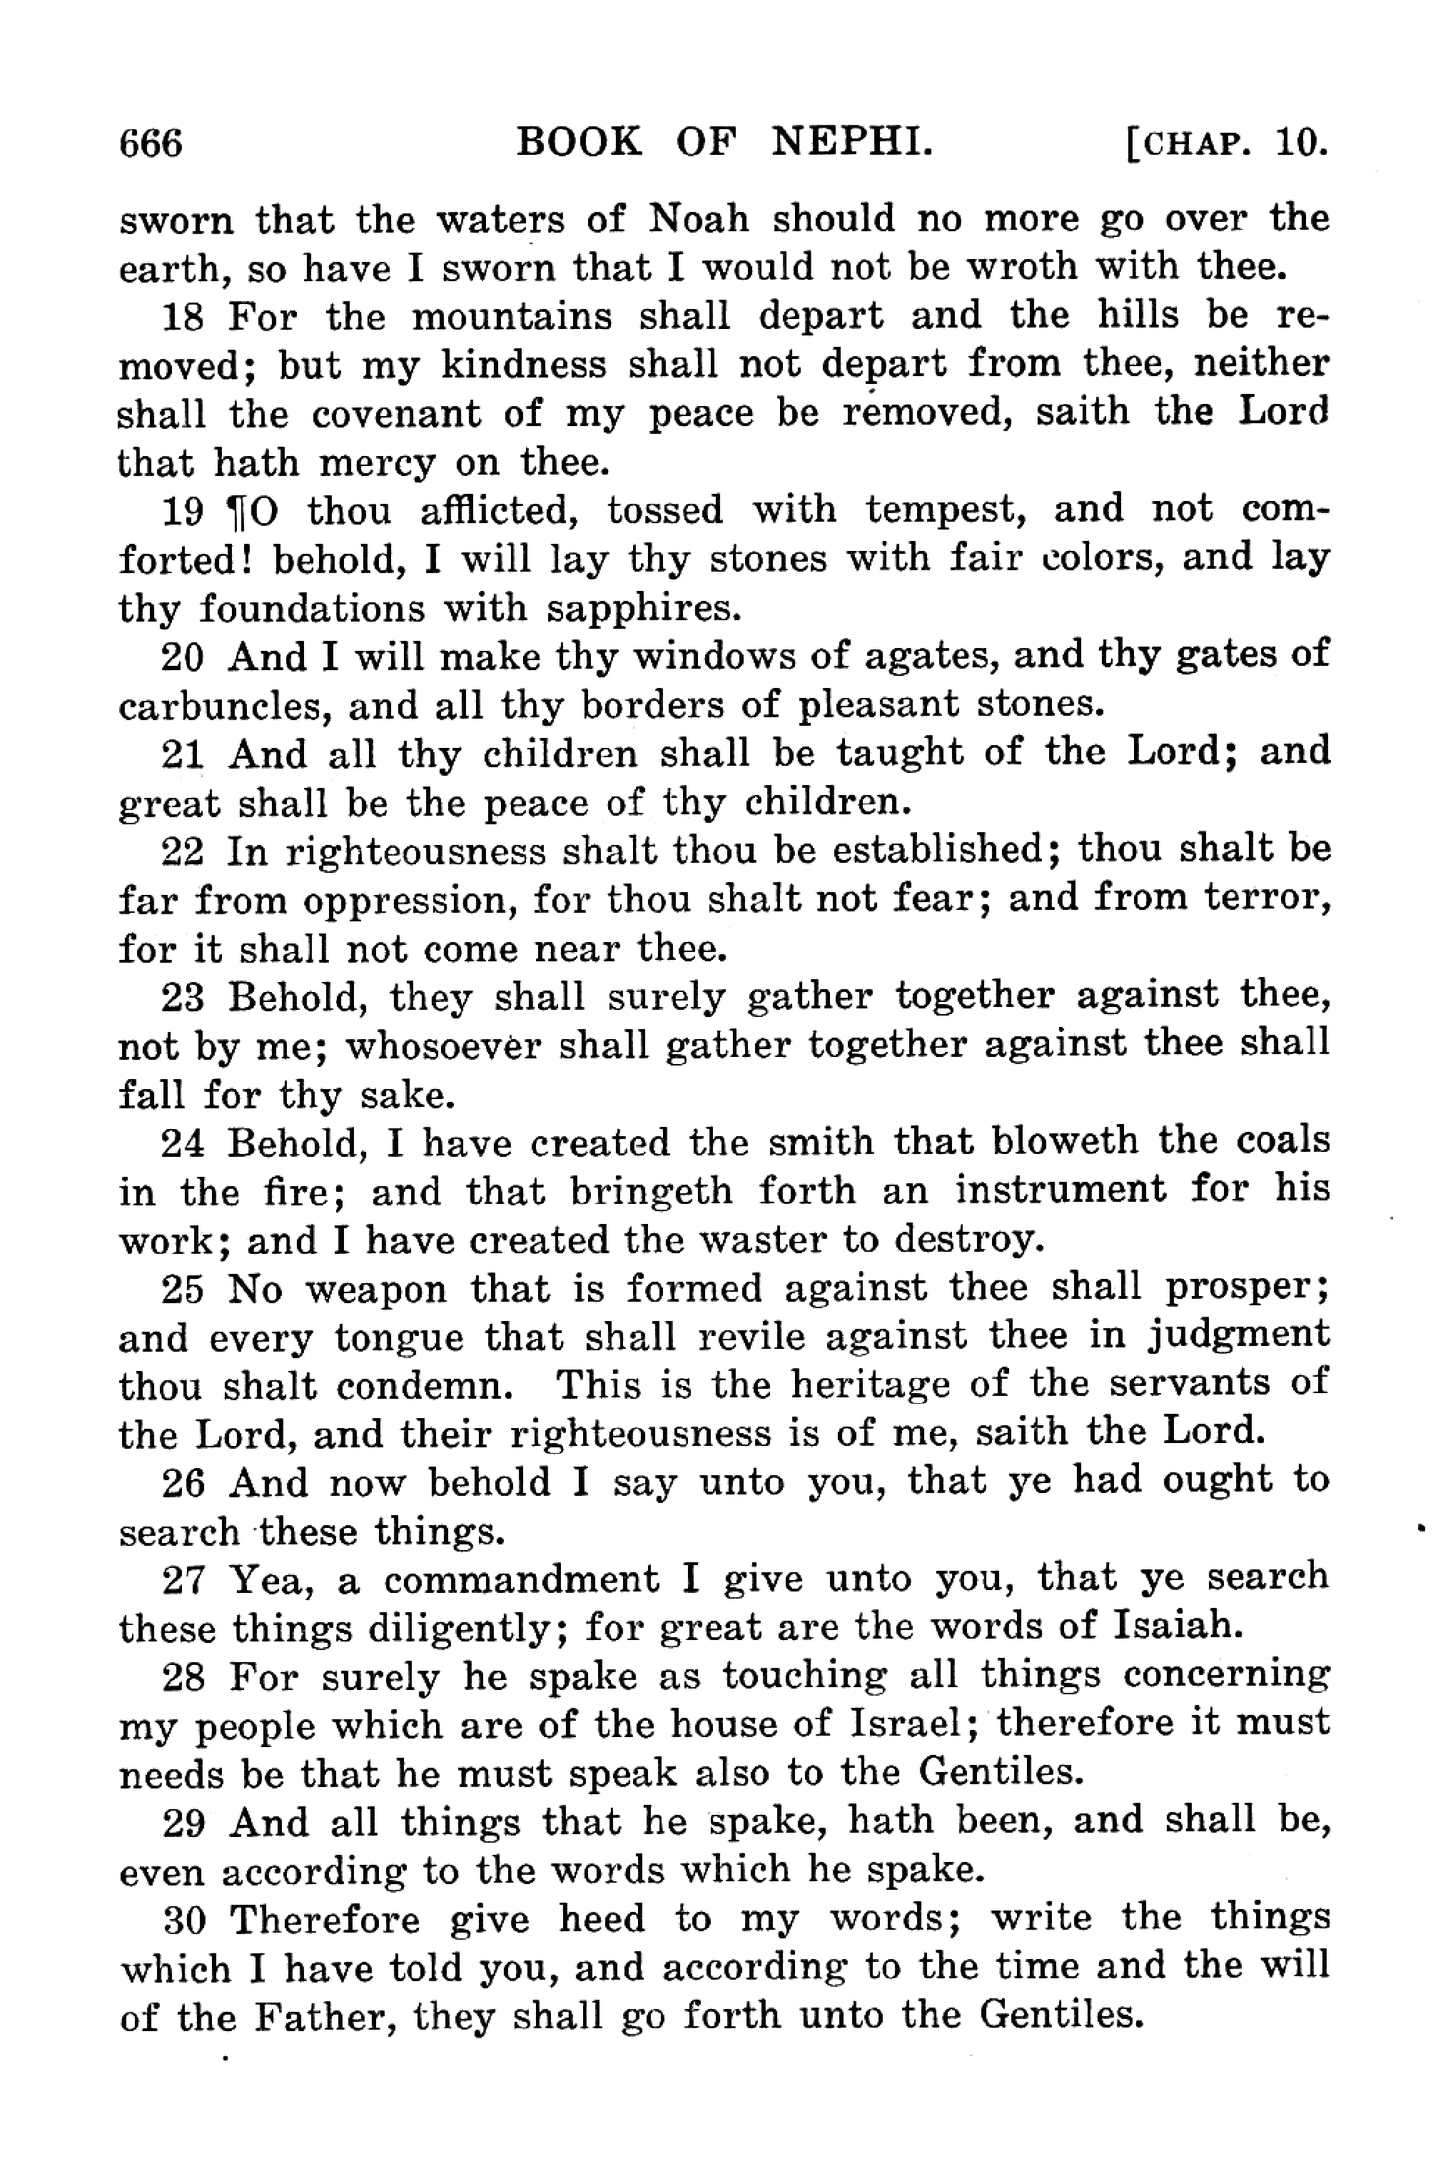 666 BOOK OF NEPHI. [CHAP. 10.
sworn that the waters of Noah should no more go over the
earth, so have I sworn that I would not be wroth with thee.
18 For the mountains shall depart and the hills be re-
moved; but my kindness shall not depart from thee, neither
shall the covenant of my peace be removed, saith the Lord
that hath mercy on thee.
19 ¶O thou afflicted, tossed with tempest, and not com-
forted! behold, I will lay thy stones with fair colors, and lay
thy foundations with sapphires.
20 And I will make thy windows of agates, and thy gates of
carbuncles, and all thy borders of pleasant stones.
21 And all thy children shall be taught of the Lord; and
great shall be the peace of thy children.
22 In righteousness shalt thou be established; thou shalt be
far from oppression, for thou shalt not fear; and from terror,
for it shall not come near thee.
23 Behold, they shall surely gather together against thee,
not by me; whosoever shall gather together against thee shall
fall for thy sake.
24 Behold, I have created the smith that bloweth the coals
in the fire; and that bringeth forth an instrument for his
work; and I have created the waster to destroy.
25 No weapon that is formed against thee shall prosper;
and every tongue that shall revile against thee in judgment
thou shalt condemn. This is the heritage of the servants of
the Lord, and their righteousness is of me, saith the Lord.
26 And now behold I say unto you, that ye had ought to
search these things.
27 Yea, a commandment I give unto you, that ye search
these things diligently; for great are the words of Isaiah.
28 For surely he spake as touching all things concerning
my people which are of the house of Israel; therefore it must
needs be that he must speak also to the Gentiles.
29 And all things that he spake, hath been, and shall be,
even according to the words which he spake.
30 Therefore give heed to my words; write the things
which I have told you, and according to the time and the will
of the Father, they shall go forth unto the Gentiles.